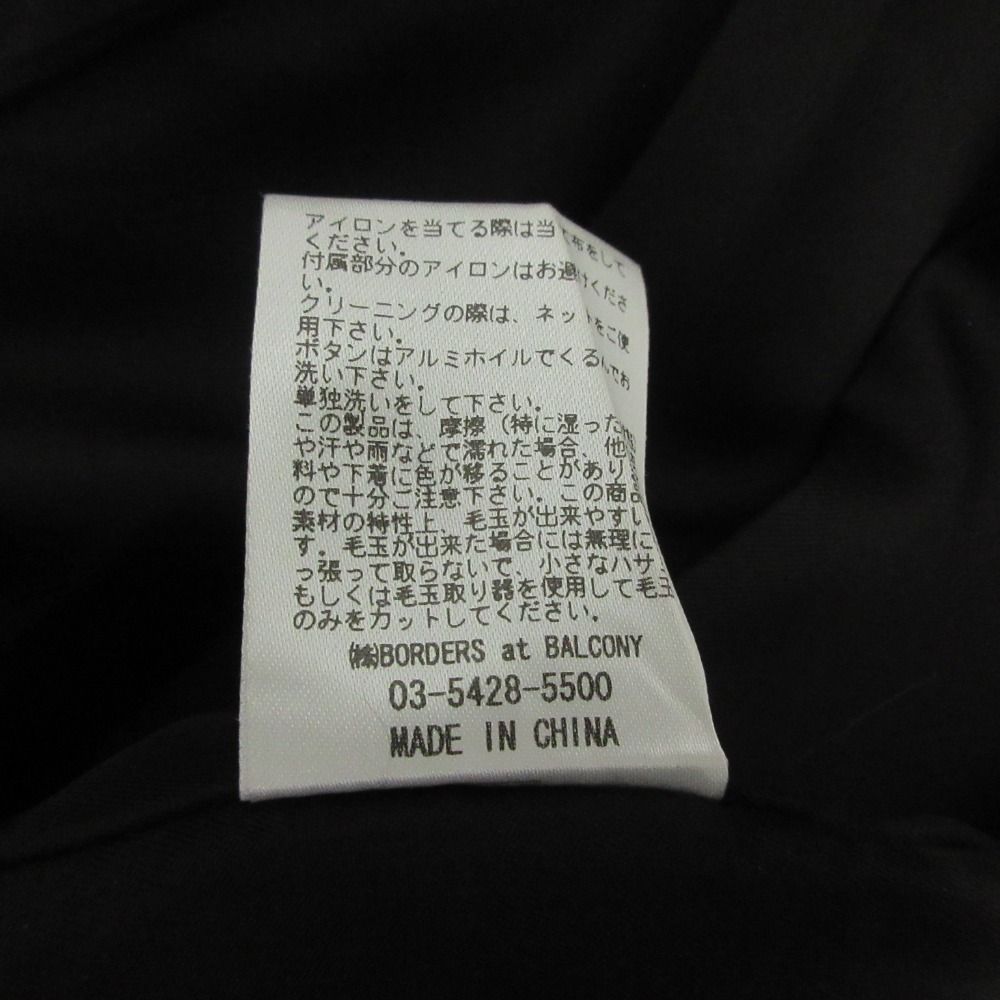 アイロンを当てる際は当て布をして
ください.
付属部分のアイロンはお避けくださ
い.
クリーニングの際は、ネットをご使
用下さい.
ボタンはアルミホイルでくるんでお
洗い下さい.
単独洗いをして下さい.
この製品は、摩擦(特に湿った
や汗や雨などで濡れた場合、他
料や下着に色が移ることがあり
ので十分ご注意下さい.この商品
素材の特性上、毛玉が出来やすい
す.毛玉が出来た場合には無理に
っ張って取らないで、小さなハサ
もしくは毛玉取り器を使用して毛玉
のみをカットしてください.
㈱BORDERS at BALCONY
03-5428-5500
MADE IN CHINA